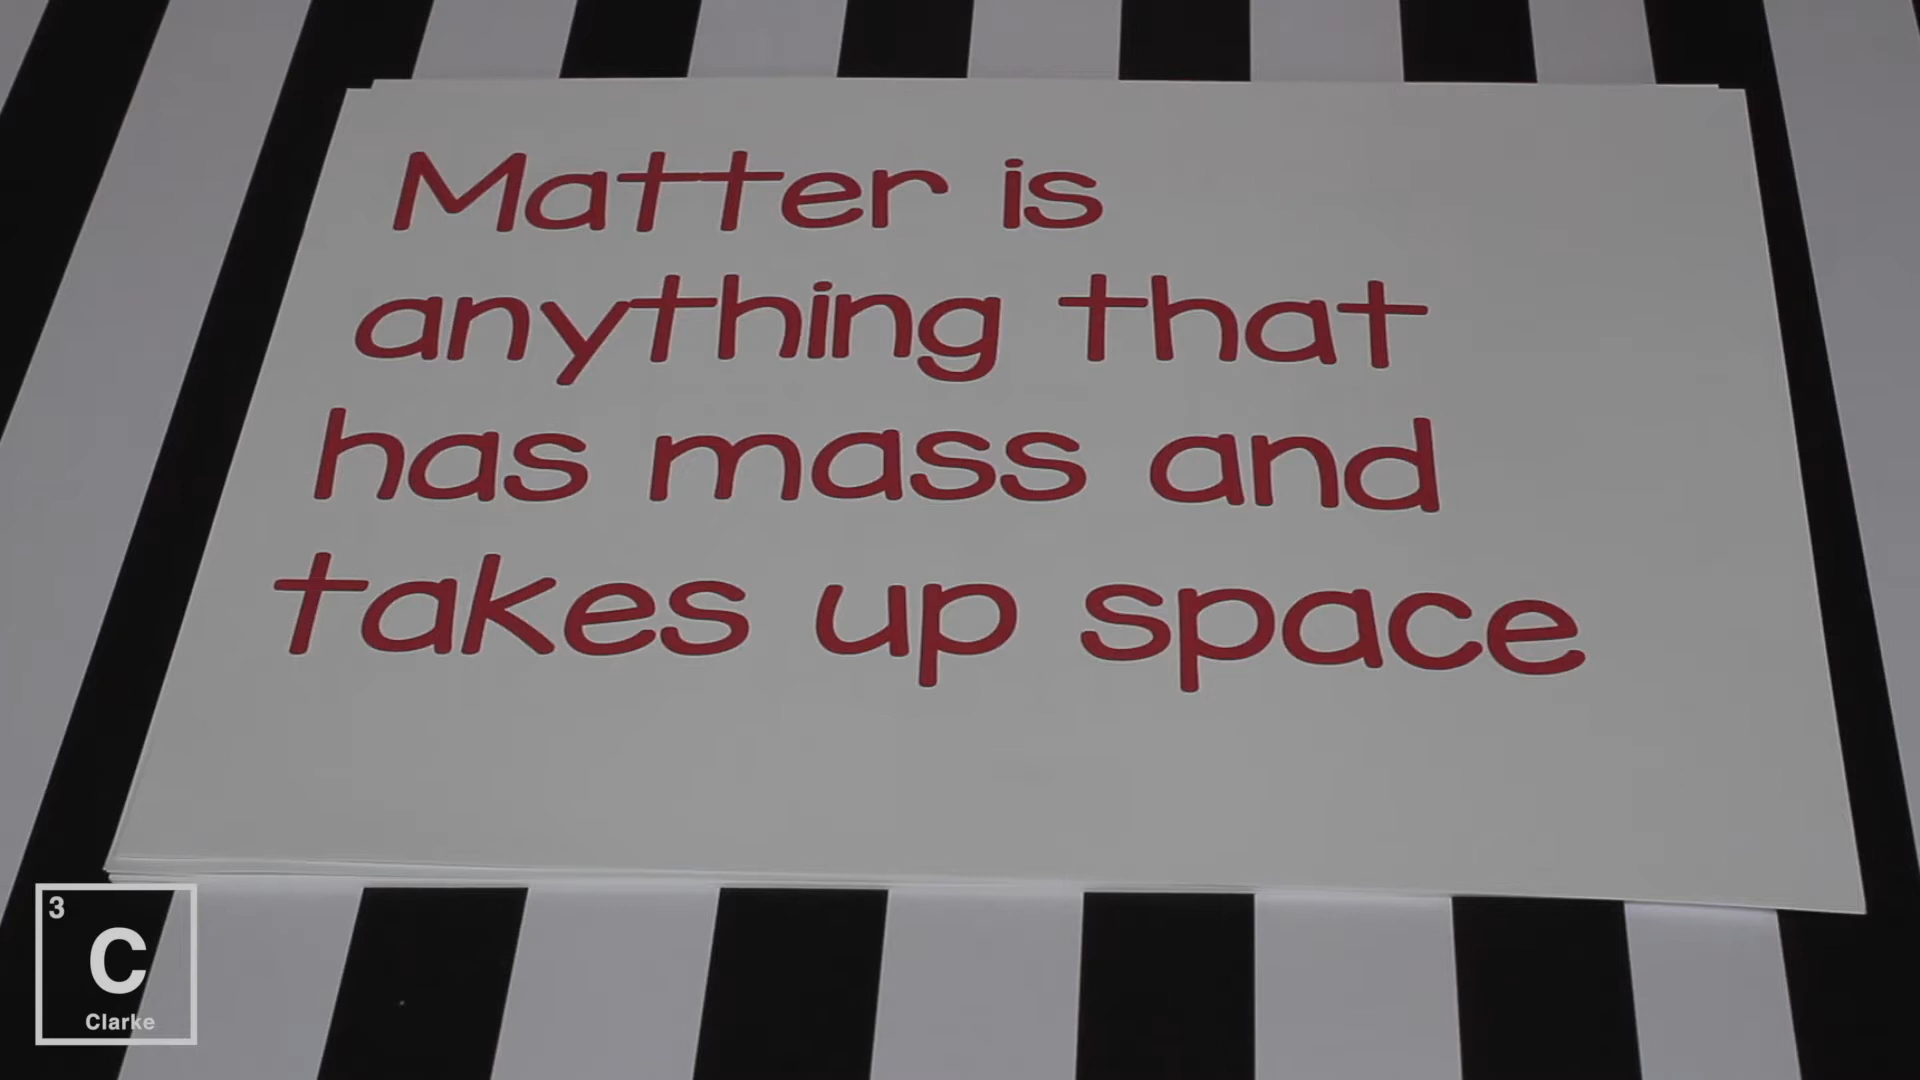 Matter is
anything that
has mass and
takes up space
3
C
Clarke